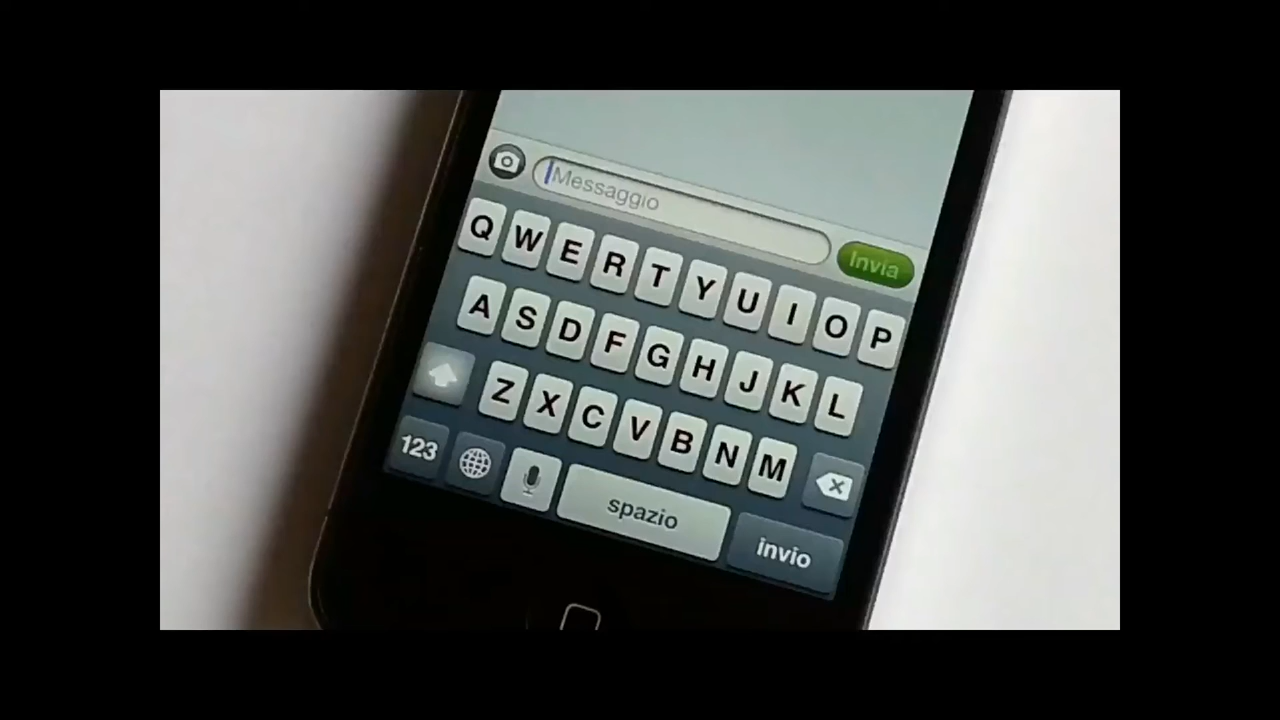 Messaggio
Invia
Q W E R T Y U I O P
A S D F G H J K L
Z X C V B N M
123
spazio
invio